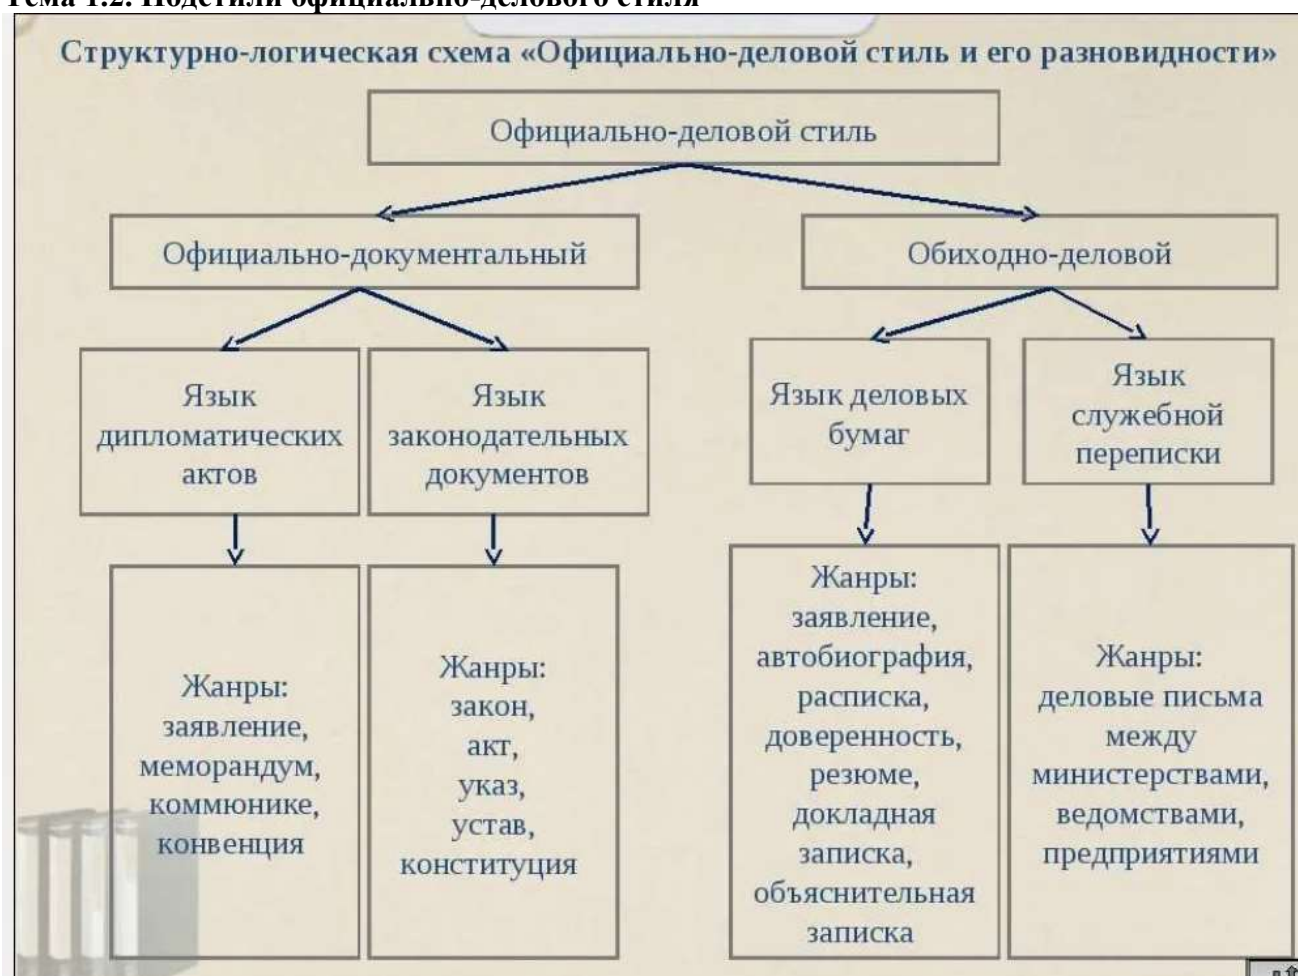 Тема 1.2. Подстили официально-делового стиля
Структурно-логическая схема «Официально-деловой стиль и его разновидности»
Официально-деловой стиль
Официально-документальный
Обиходно-деловой
Язык
дипломатических
актов
Язык
законодательных
документов
Язык деловых
бумаг
Язык
служебной
переписки
Жанры:
заявление,
меморандум,
коммюнике,
конвенция
Жанры:
закон,
акт,
указ,
устав,
конституция
Жанры:
заявление,
автобиография,
расписка,
доверенность,
резюме,
докладная
записка,
объяснительная
записка
Жанры:
деловые письма
между
министерствами,
ведомствами,
предприятиями